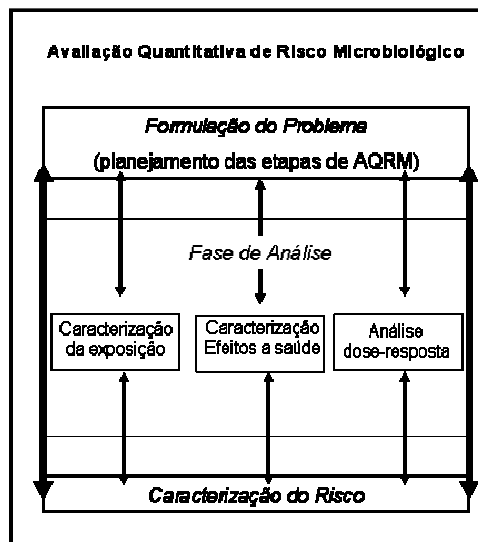 Avaliação Quantitativa de Risco Microbiológico
Formulação do Problema
(planejamento das etapas de AQRM)
Fase de Análise
Caracterização
da exposição
Caracterização
Efeitos a saúde
Análise
dose-resposta
Caracterização do Risco